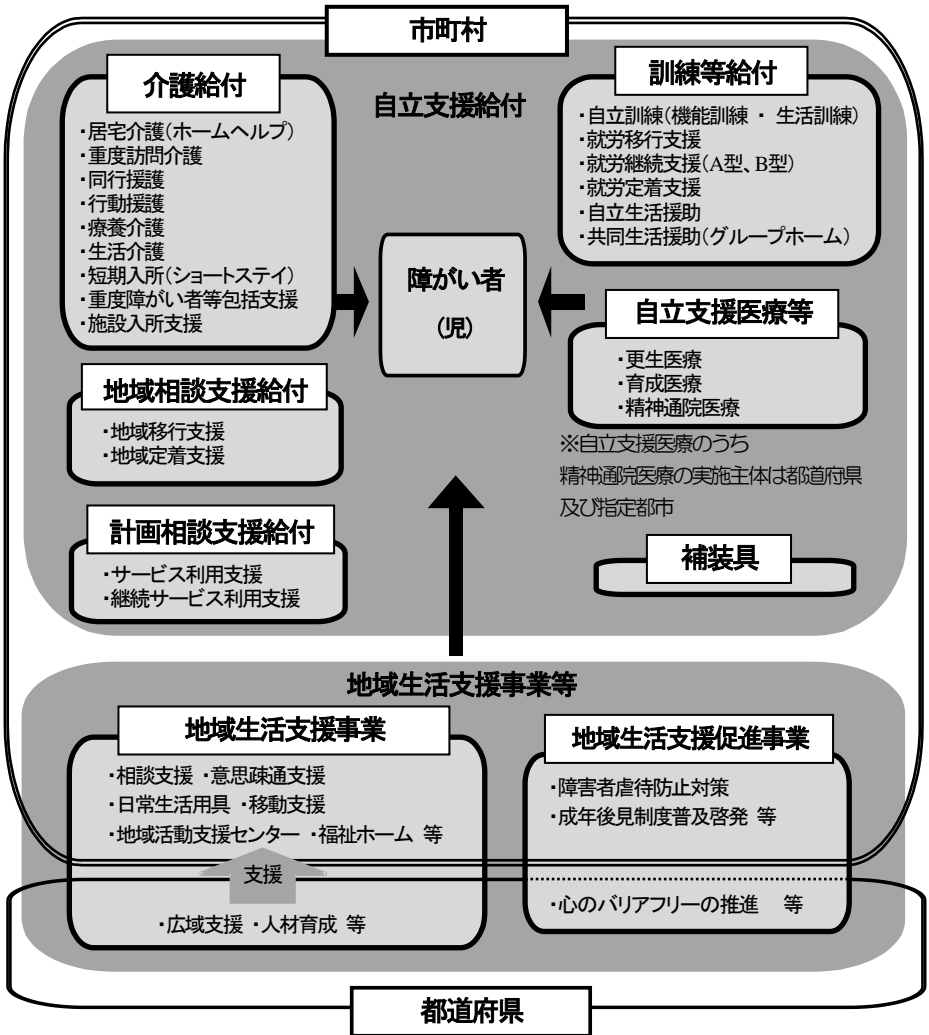 市町村
自立支援給付
介護給付
・居宅介護(ホームヘルプ)
・重度訪問介護
・同行援護
・行動援護
・療養介護
・生活介護
・短期入所(ショートステイ)
・重度障がい者等包括支援
・施設入所支援
訓練等給付
・自立訓練(機能訓練 ・ 生活訓練)
・就労移行支援
・就労継続支援(A型、B型)
・就労定着支援
・自立生活援助
・共同生活援助(グループホーム)
障がい者
(児)
自立支援医療等
・更生医療
・育成医療
・精神通院医療
※自立支援医療のうち
精神通院医療の実施主体は都道府県
及び指定都市
地域相談支援給付
・地域移行支援
・地域定着支援
計画相談支援給付
・サービス利用支援
・継続サービス利用支援
補装具
地域生活支援事業等
地域生活支援事業
・相談支援 ・意思疎通支援
・日常生活用具 ・移動支援
・地域活動支援センター ・福祉ホーム 等
支援
・広域支援 ・人材育成 等
地域生活支援促進事業
・障害者虐待防止対策
・成年後見制度普及啓発 等
・心のバリアフリーの推進 等
都道府県